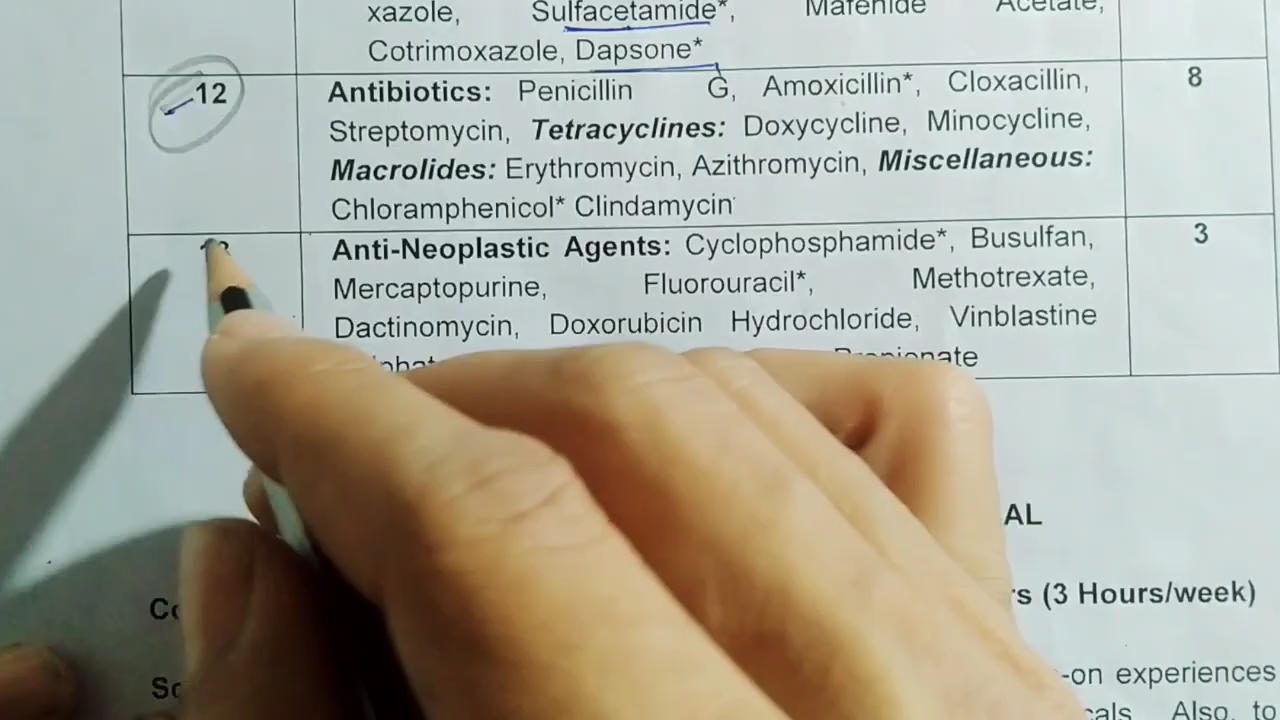 xazole, Sulfacetamide*, Mafenide Acetate,
Cotrimoxazole, Dapsone*
12 Antibiotics: Penicillin G, Amoxicillin*, Cloxacillin, 8
Streptomycin, Tetracyclines: Doxycycline, Minocycline,
Macrolides: Erythromycin, Azithromycin, Miscellaneous:
Chloramphenicol* Clindamycin
Anti-Neoplastic Agents: Cyclophosphamide*, Busulfan, 3
Mercaptopurine, Fluorouracil*, Methotrexate,
Dactinomycin, Doxorubicin Hydrochloride, Vinblastine
Propionate
AL
(3 Hours/week)
-on experiences
Also, to